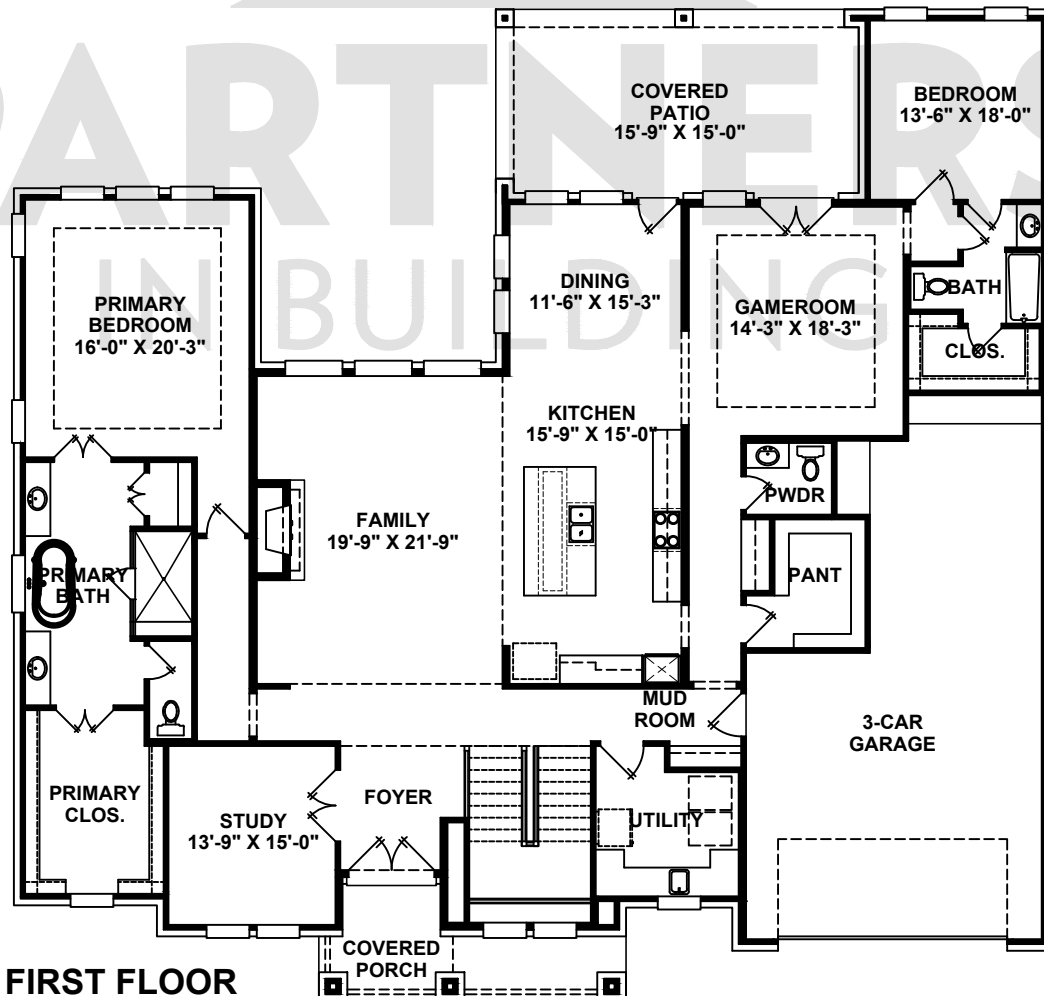 PARTNERS
IN BUILDING
COVERED
PATIO
15'-9" X 15'-0"
BEDROOM
13'-6" X 18'-0"
PRIMARY
BEDROOM
16'-0" X 20'-3"
DINING
11'-6" X 15'-3"
GAMEROOM
14'-3" X 18'-3"
BATH
CLOS.
KITCHEN
15'-9" X 15'-0"
FAMILY
19'-9" X 21'-9"
PWDR
PRIMARY
BATH
PANT
MUD
ROOM
3-CAR
GARAGE
PRIMARY
CLOS.
STUDY
13'-9" X 15'-0"
FOYER
UTILITY
COVERED
PORCH
FIRST FLOOR